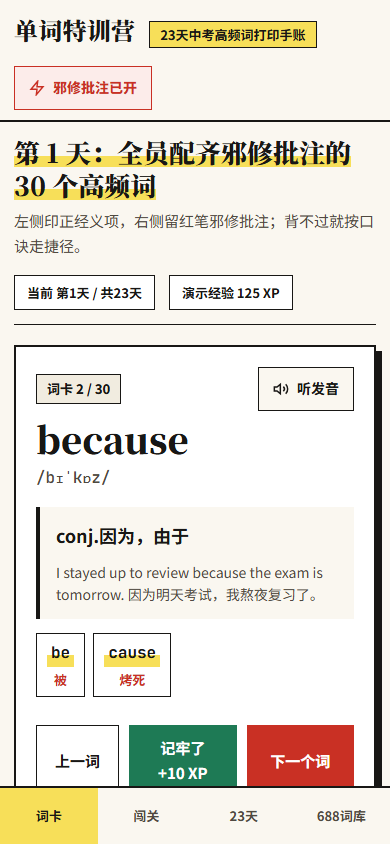 单词特训营
23天中考高频词打印手账
邪修批注已开
第 1 天：全员配齐邪修批注的
30 个高频词
左侧印正经义项，右侧留红笔邪修批注；背不过就按口
诀走捷径。
当前 第1天 / 共23天
演示经验 125 XP
词卡 2 / 30
听发音
because
/bɪˈkɒz/
conj.因为，由于
I stayed up to review because the exam is
tomorrow. 因为明天考试，我熬夜复习了。
be
cause
被
烤死
上一词
记牢了
+10 XP
下一个词
词卡
闯关
23天
688词库